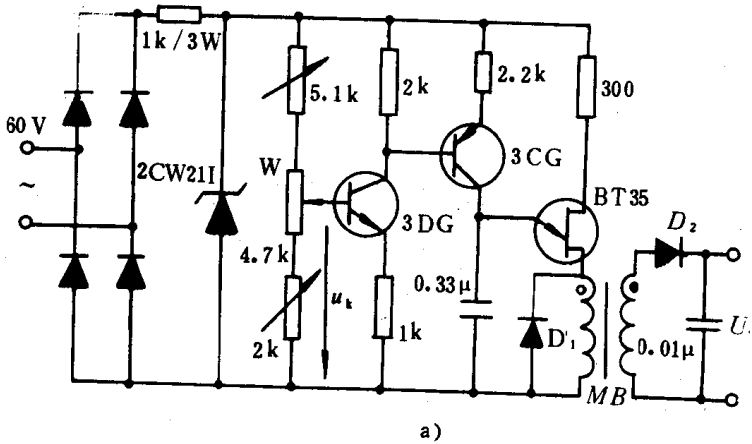 1k/3W
5.1k
2k
2.2k
300
60V
~
2CW21I
W
3CG
3DG
BT35
D₂
4.7k
0.33μ
uₖ
2k
1k
D'₁
0.01μ
MB
a)